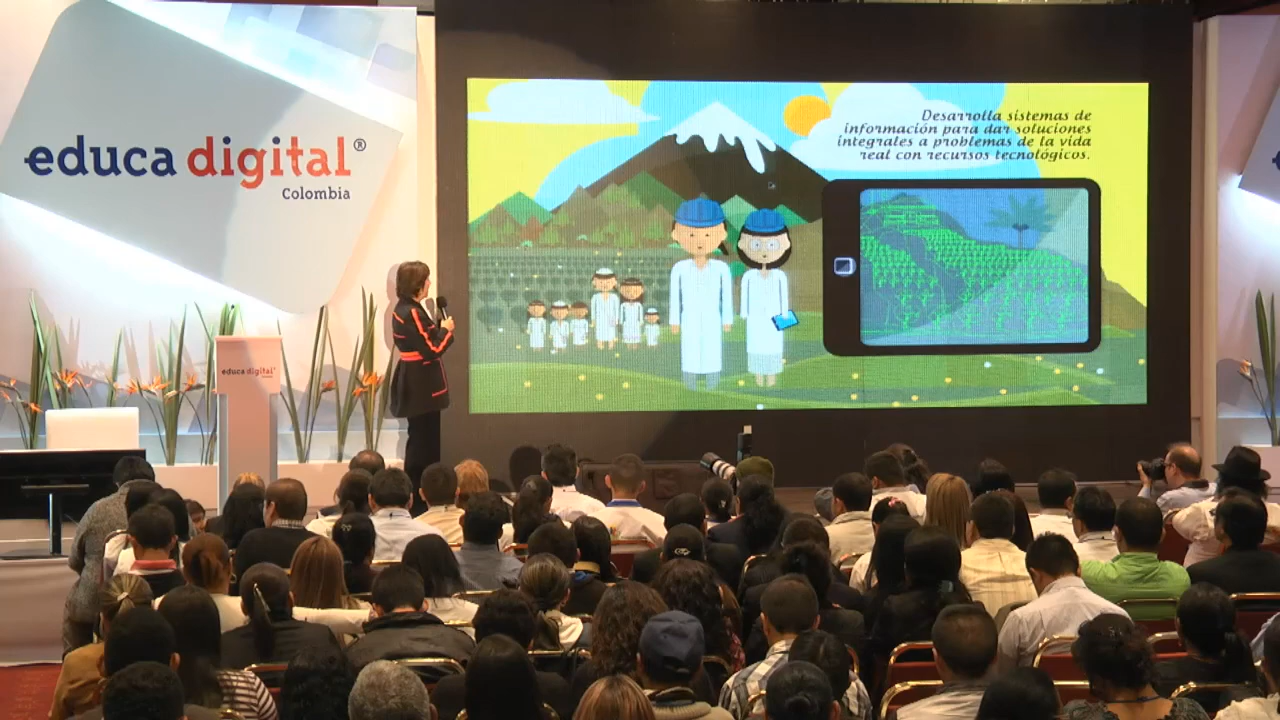 educa digital®
Colombia
Desarrolla sistemas de
información para dar soluciones
integrales a problemas de la vida
real con recursos tecnológicos.
educa digital